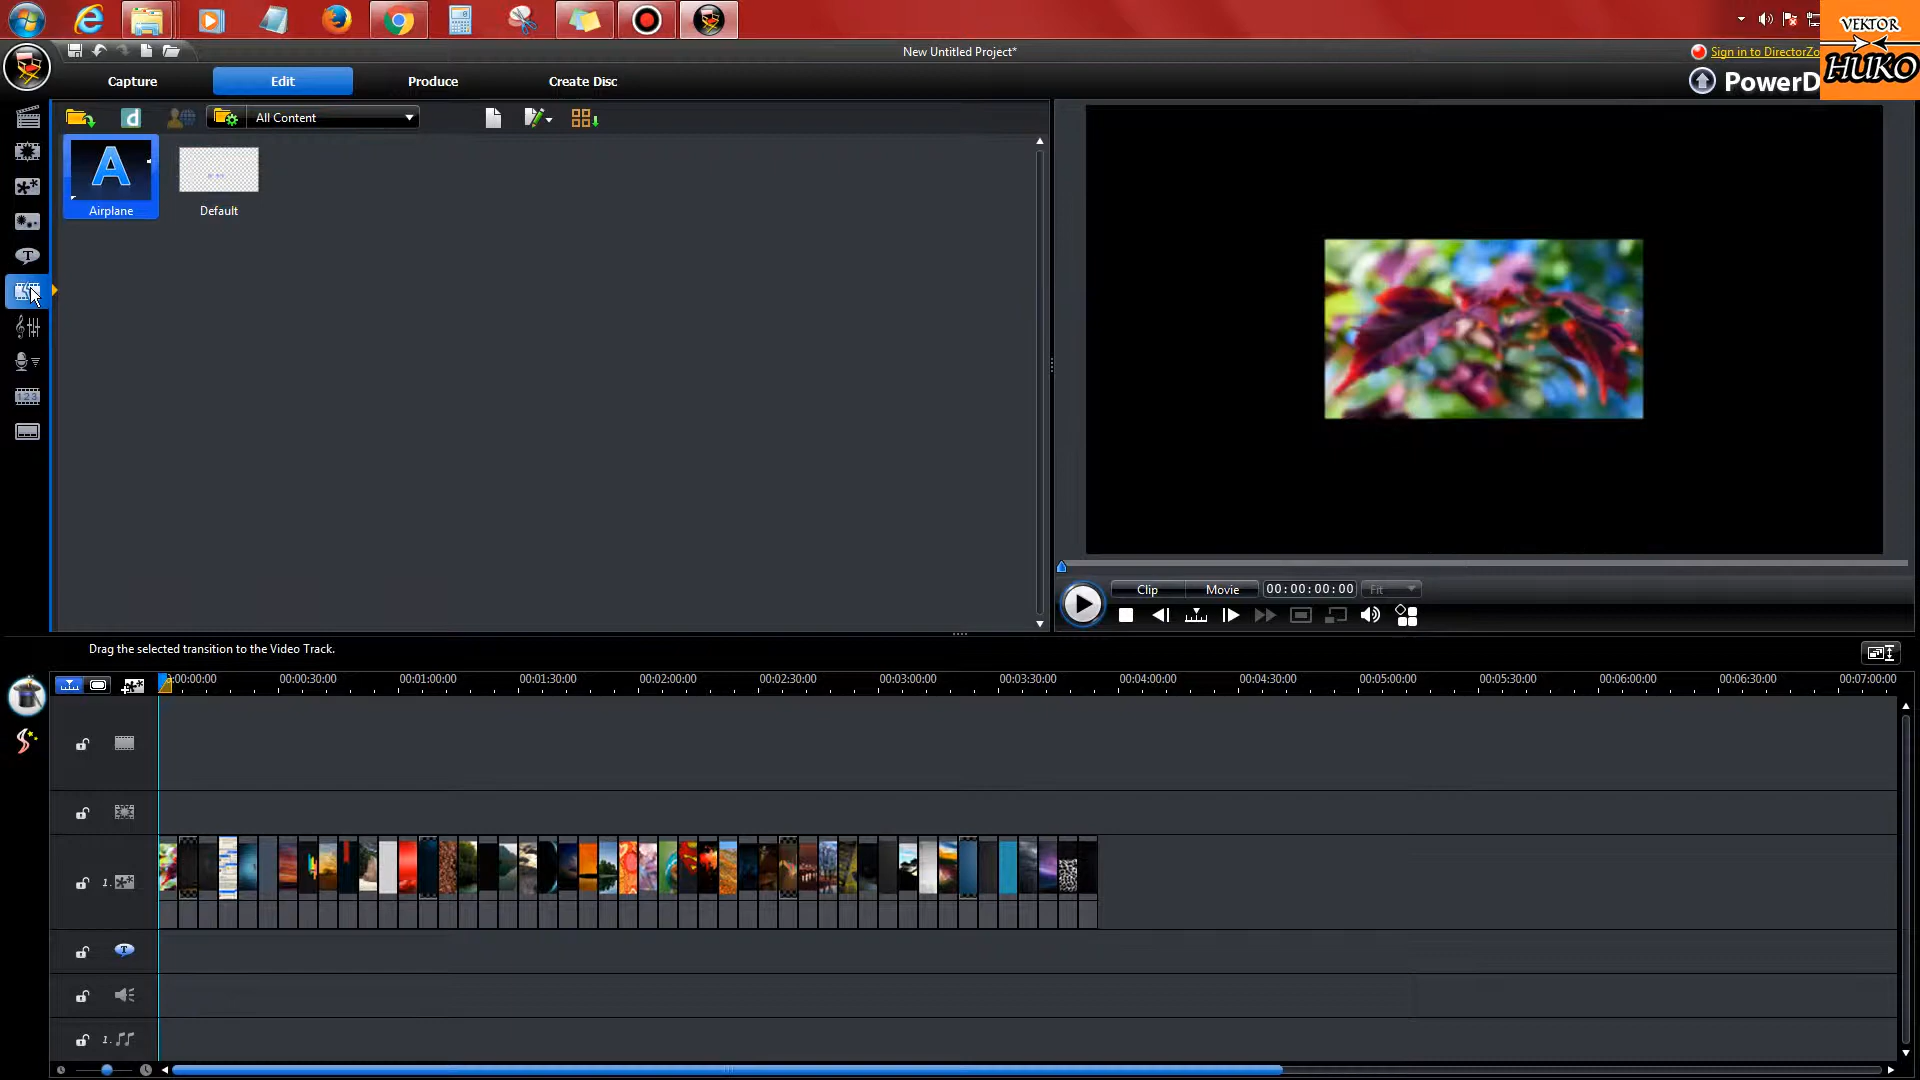 New Untitled Project*
Sign in to DirectorZo
VEKTOR
HUKO
Capture
Edit
Produce
Create Disc
PowerD
All Content
A
Airplane
Default
Clip
Movie
00:00:00:00
Fit
Drag the selected transition to the Video Track.
:00:00:00
00:00:30:00
00:01:00:00
00:01:30:00
00:02:00:00
00:02:30:00
00:03:00:00
00:03:30:00
00:04:00:00
00:04:30:00
00:05:00:00
00:05:30:00
00:06:00:00
00:06:30:00
00:07:00:00
1.
T
1.